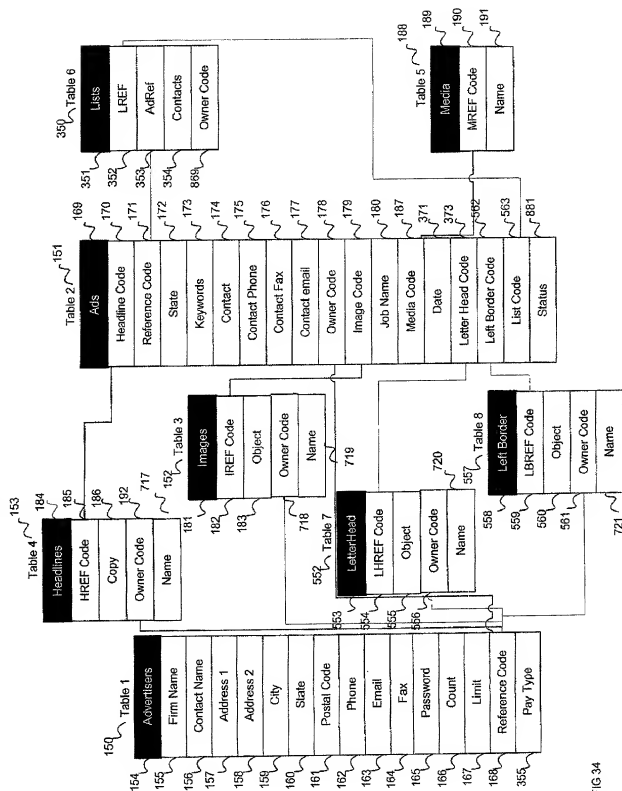 150 Table 1
154 Advertisers
155 Firm Name
156 Contact Name
157 Address 1
158 Address 2
159 City
160 State
161 Postal Code
162 Phone
163 Email
164 Fax
165 Password
166 Count
167 Limit
168 Reference Code
355 Pay Type
153
Table 4
Headlines 184
HREF Code 185
Copy 186
Owner Code 192
Name 717
152
Table 3
181 Images
182 IREF Code
183 Object
718 Owner Code
Name 719
552 Table 7
553 LetterHead
554 LHREF Code
555 Object
556 Owner Code
Name 720
557
Table 8
558 Left Border
559 LBREF Code
560 Object
561 Owner Code
721 Name
Table 2 151
Ads 169
Headline Code 170
Reference Code 171
State 172
Keywords 173
Contact 174
Contact Phone 175
Contact Fax 176
Contact email 177
Owner Code 178
Image Code 179
Job Name 180
Media Code 187
Date 371
Letter Head Code 373
Left Border Code 562
List Code 563
Status 881
350 Table 6
351 Lists
352 LREF
353 AdRef
354 Contacts
869 Owner Code
188
Table 5
Media 189
MREF Code 190
Name 191
IG 34